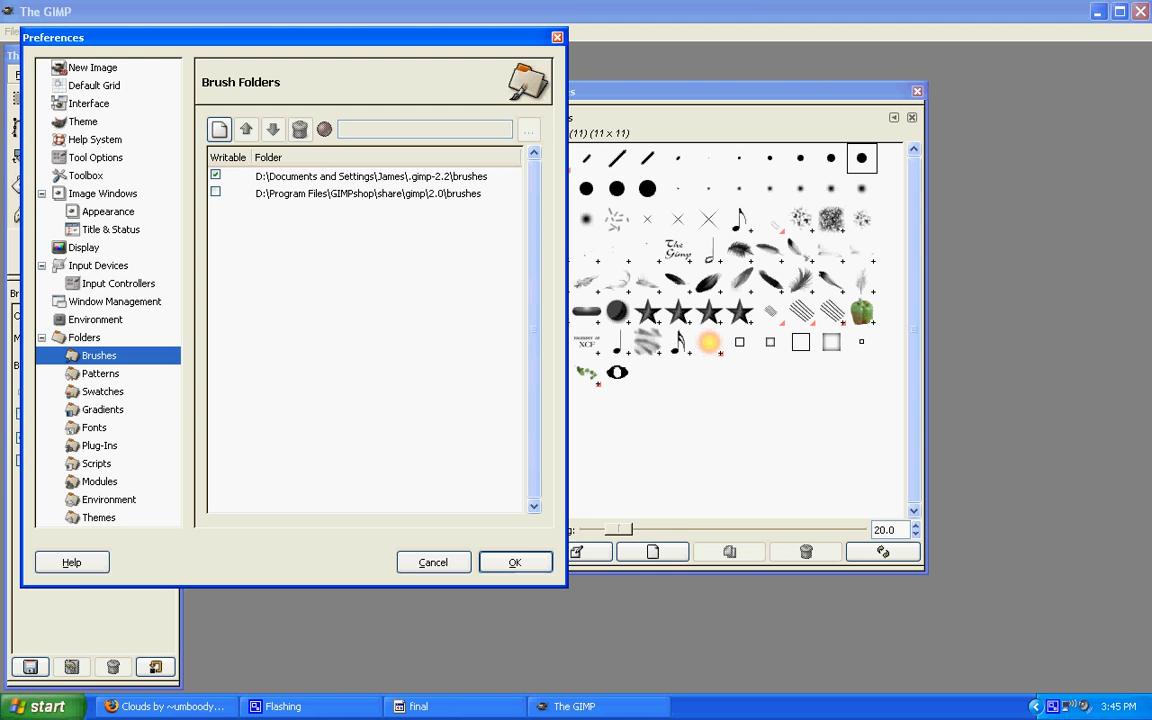 The GIMP
Preferences
New Image
Default Grid
Interface
Theme
Help System
Tool Options
Toolbox
Image Windows
Appearance
Title & Status
Display
Input Devices
Input Controllers
Window Management
Environment
Folders
Brushes
Patterns
Swatches
Gradients
Fonts
Plug-Ins
Scripts
Modules
Environment
Themes
Brush Folders
...
Writable Folder
D:\Documents and Settings\James\.gimp-2.2\brushes
D:\Program Files\GIMPshop\share\gimp\2.0\brushes
Help
Cancel
OK
(11) (11 × 11)
The Gimp
XCF
20.0
start
Clouds by ~umboody...
Flashing
final
The GIMP
3:45 PM